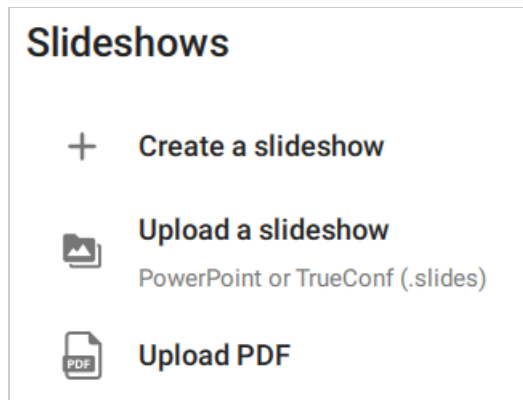 Slideshows
Create a slideshow
Upload a slideshow
PowerPoint or TrueConf (.slides)
PDF
Upload PDF